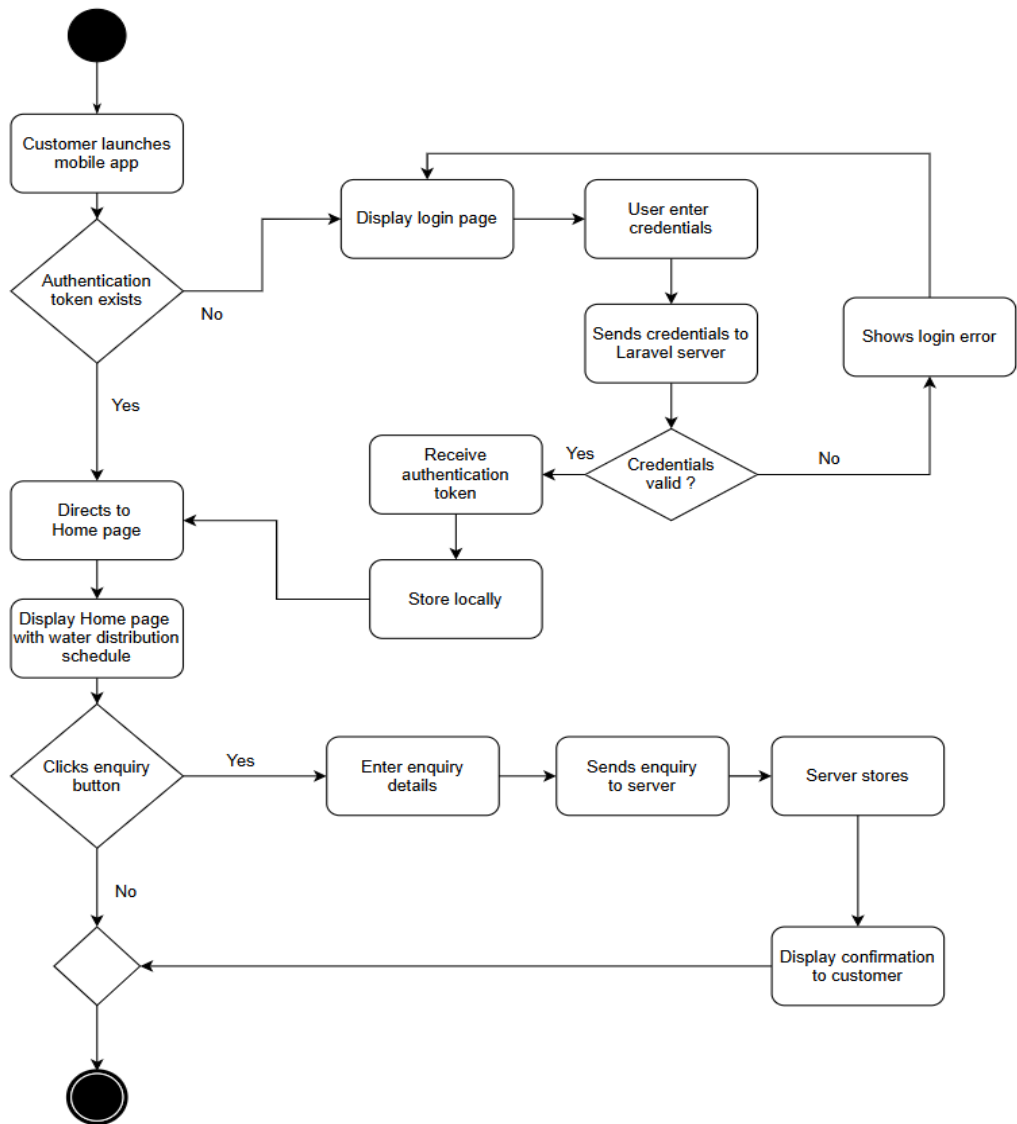 Customer launches
mobile app
Display login page
User enter
credentials
Authentication
token exists
No
Sends credentials to
Laravel server
Shows login error
Yes
Receive
authentication
token
Yes
Credentials
valid ?
No
Directs to
Home page
Store locally
Display Home page
with water distribution
schedule
Clicks enquiry
button
Yes
Enter enquiry
details
Sends enquiry
to server
Server stores
No
Display confirmation
to customer